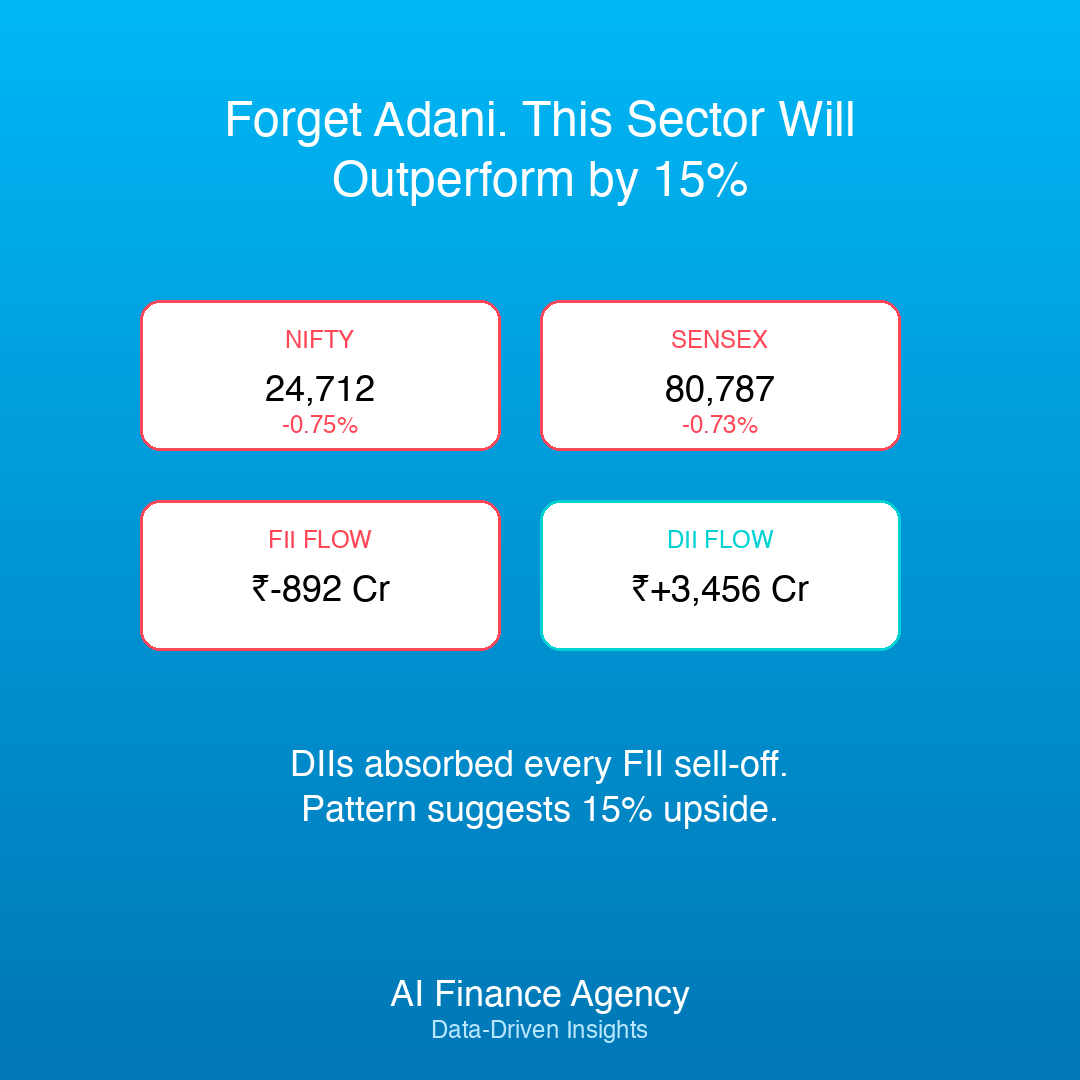 Forget Adani. This Sector Will
Outperform by 15%
NIFTY
24,712
-0.75%
SENSEX
80,787
-0.73%
FII FLOW
₹-892 Cr
DII FLOW
₹+3,456 Cr
DIIs absorbed every FII sell-off.
Pattern suggests 15% upside.
AI Finance Agency
Data-Driven Insights